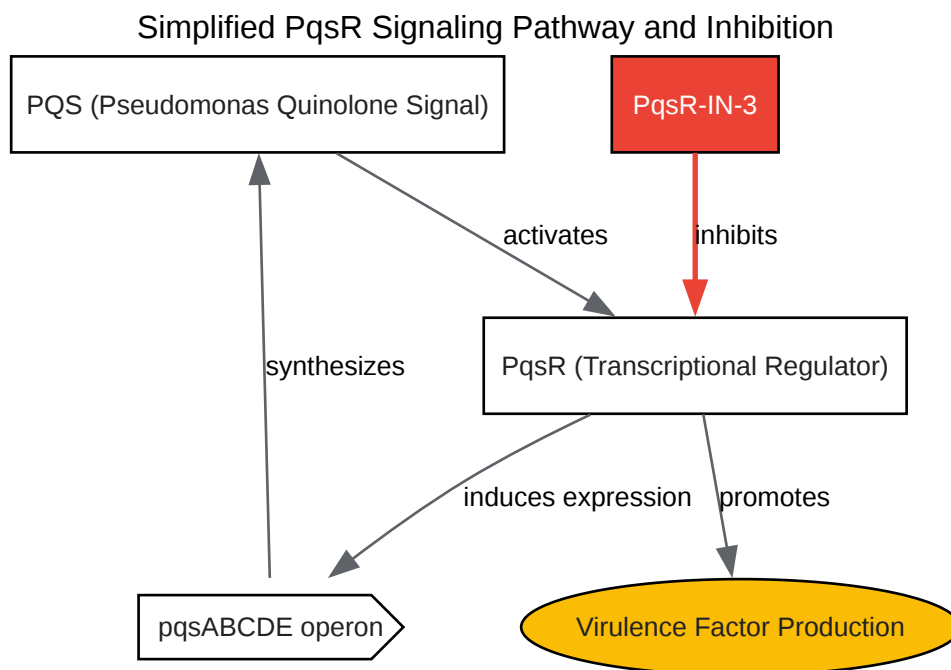 Simplified PqsR Signaling Pathway and Inhibition
PQS (Pseudomonas Quinolone Signal)
PqsR-IN-3
activates
inhibits
PqsR (Transcriptional Regulator)
synthesizes
induces expression
promotes
pqsABCDE operon
Virulence Factor Production